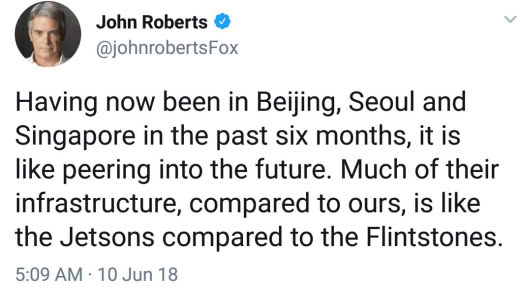 John Roberts
@johnrobertsFox
Having now been in Beijing, Seoul and
Singapore in the past six months, it is
like peering into the future. Much of their
infrastructure, compared to ours, is like
the Jetsons compared to the Flintstones.
5:09 AM · 10 Jun 18